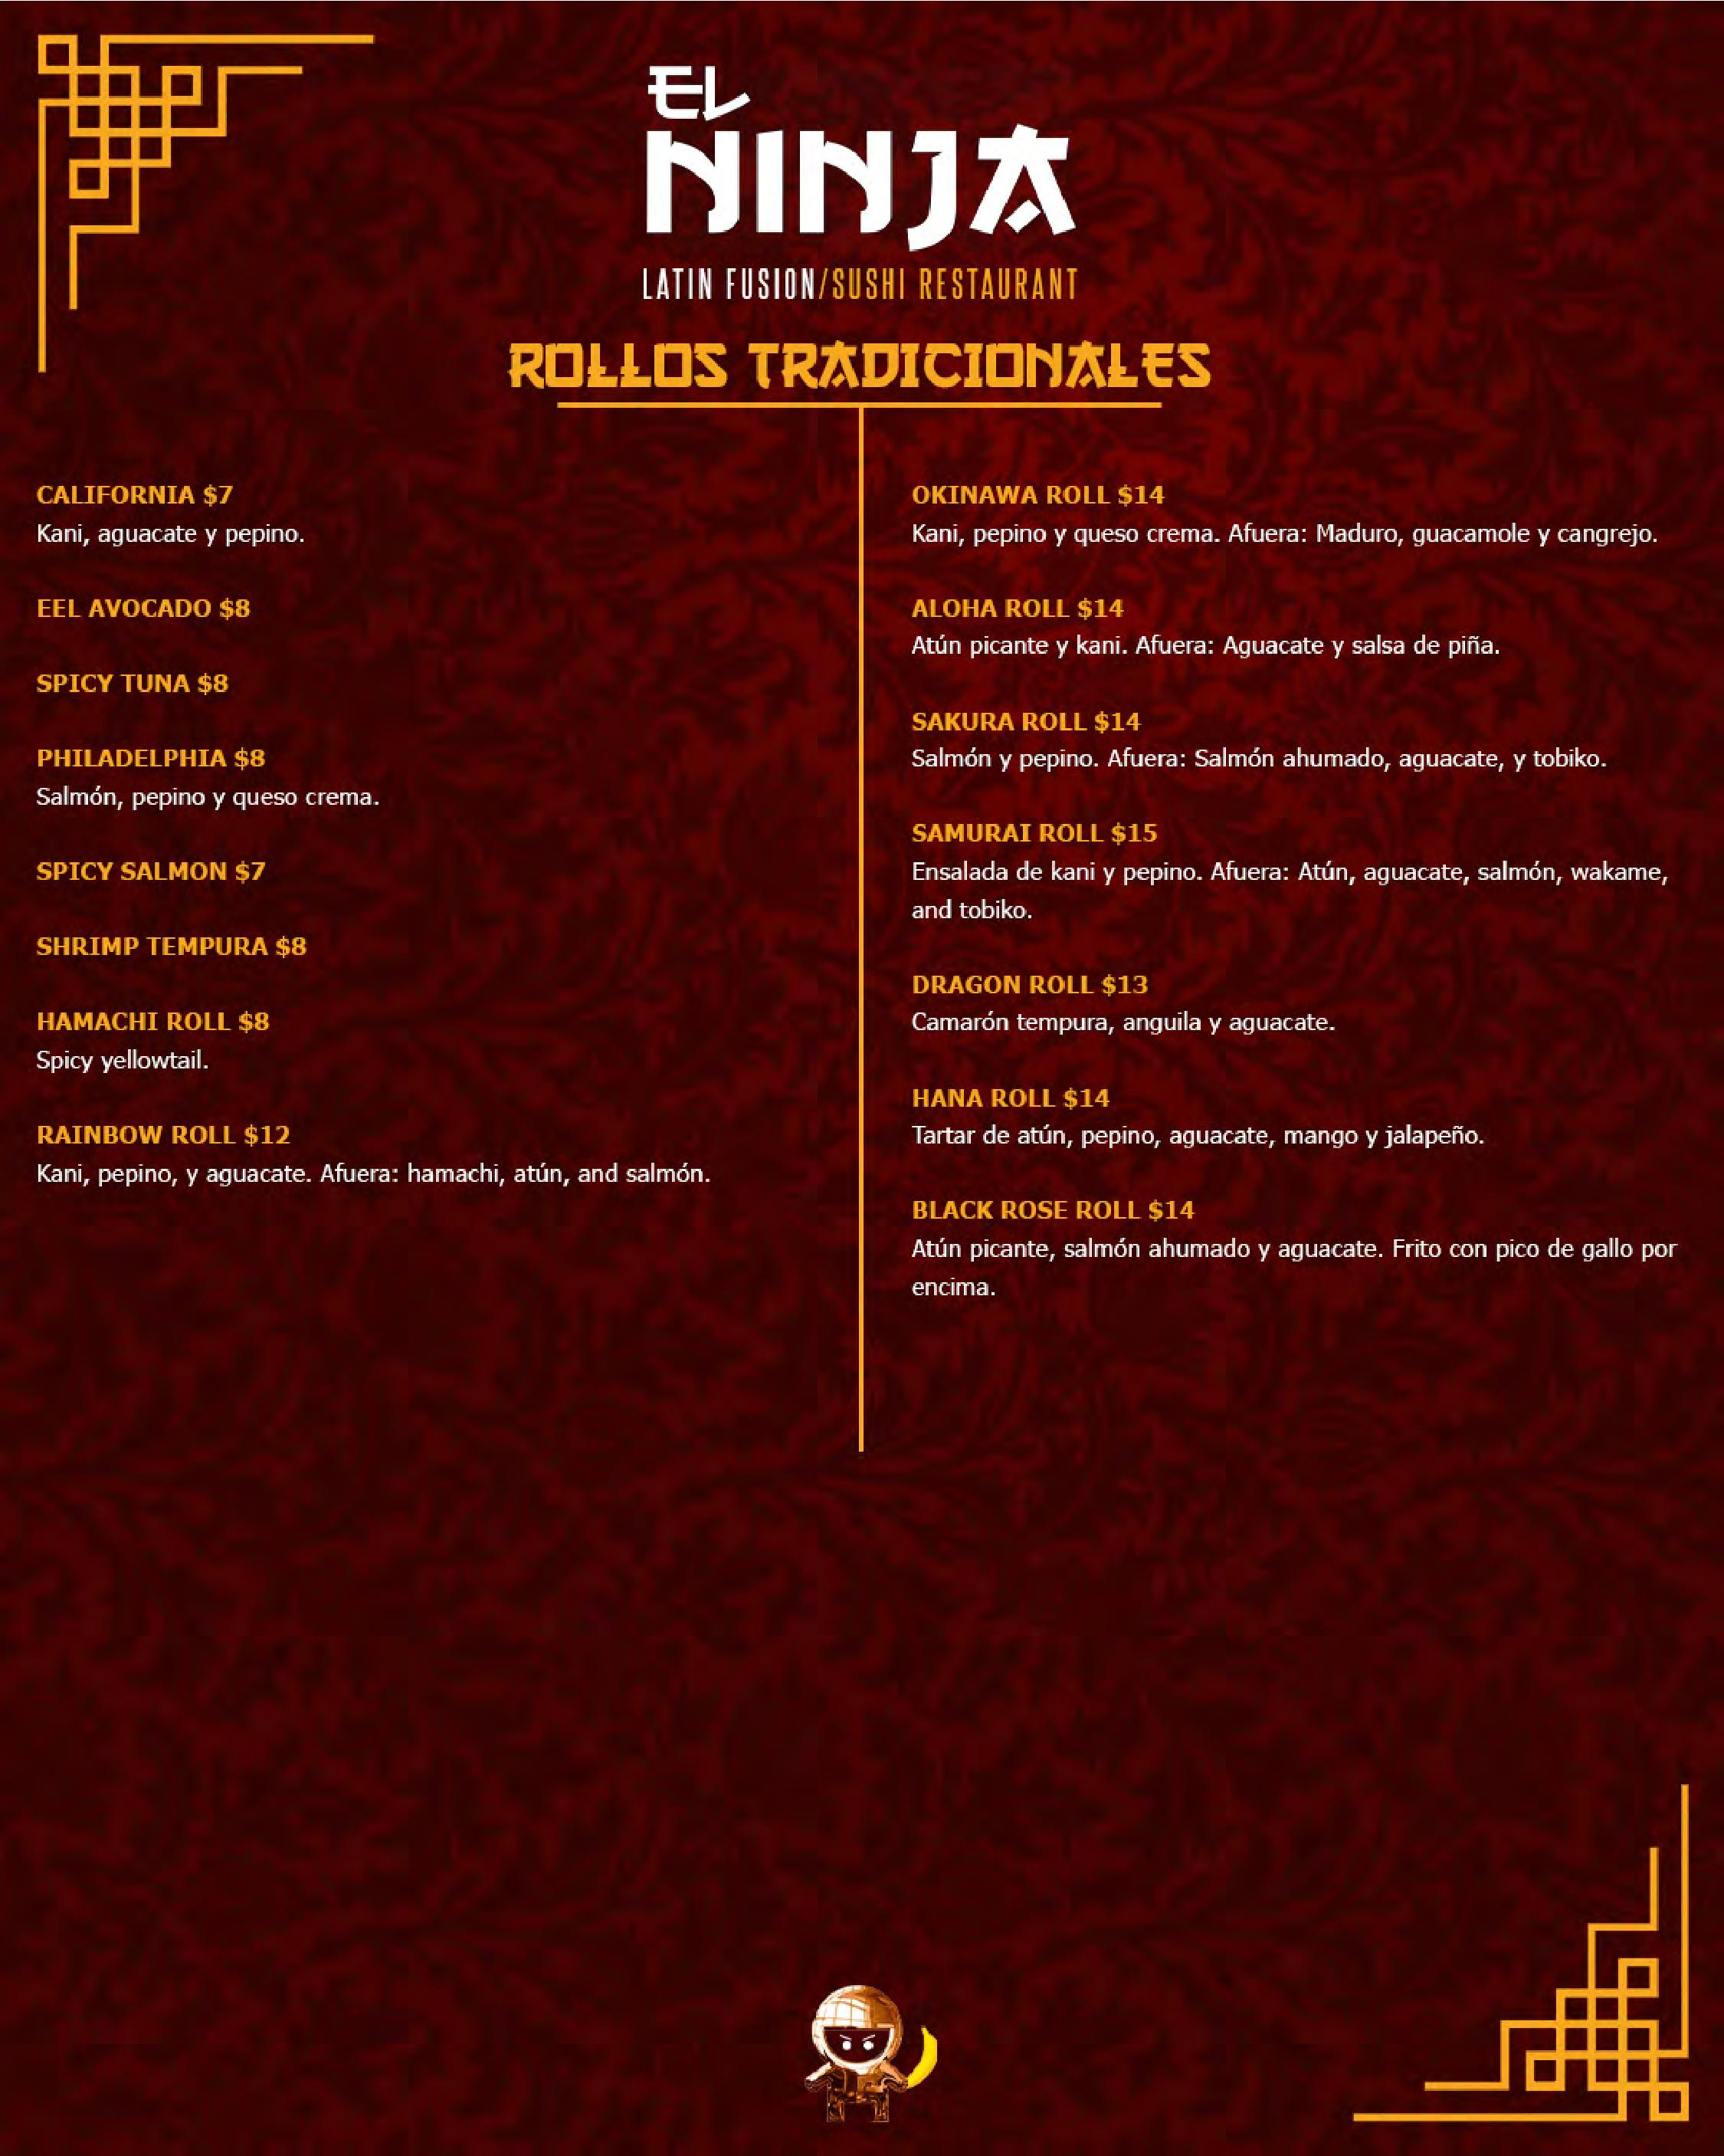 EL
NINJA
LATIN FUSION/SUSHI RESTAURANT
ROLLOS TRADICIONALES
CALIFORNIA $7
Kani, aguacate y pepino.
EEL AVOCADO $8
SPICY TUNA $8
PHILADELPHIA $8
Salmón, pepino y queso crema.
SPICY SALMON $7
SHRIMP TEMPURA $8
HAMACHI ROLL $8
Spicy yellowtail.
RAINBOW ROLL $12
Kani, pepino, y aguacate. Afuera: hamachi, atún, and salmón.
OKINAWA ROLL $14
Kani, pepino y queso crema. Afuera: Maduro, guacamole y cangrejo.
ALOHA ROLL $14
Atún picante y kani. Afuera: Aguacate y salsa de piña.
SAKURA ROLL $14
Salmón y pepino. Afuera: Salmón ahumado, aguacate, y tobiko.
SAMURAI ROLL $15
Ensalada de kani y pepino. Afuera: Atún, aguacate, salmón, wakame,
and tobiko.
DRAGON ROLL $13
Camarón tempura, anguila y aguacate.
HANA ROLL $14
Tartar de atún, pepino, aguacate, mango y jalapeño.
BLACK ROSE ROLL $14
Atún picante, salmón ahumado y aguacate. Frito con pico de gallo por
encima.